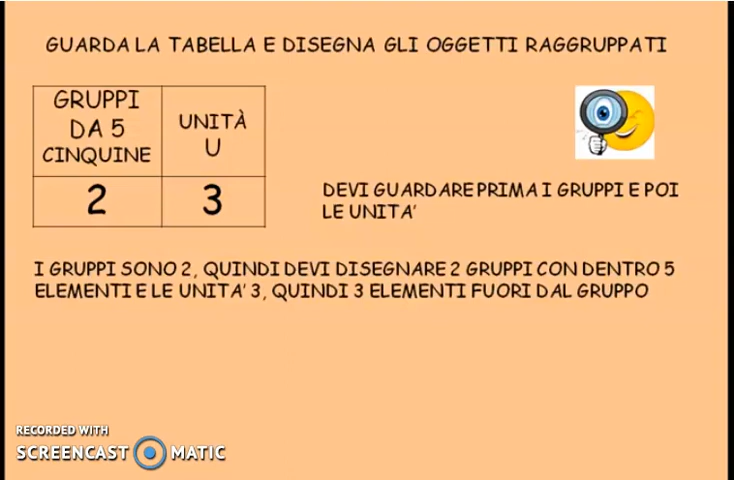 GUARDA LA TABELLA E DISEGNA GLI OGGETTI RAGGRUPPATI
GRUPPI
DA 5
CINQUINE
UNITÀ
U
2
3
DEVI GUARDARE PRIMA I GRUPPI E POI
LE UNITA'
I GRUPPI SONO 2, QUINDI DEVI DISEGNARE 2 GRUPPI CON DENTRO 5
ELEMENTI E LE UNITA' 3, QUINDI 3 ELEMENTI FUORI DAL GRUPPO
RECORDED WITH
SCREENCAST MATIC